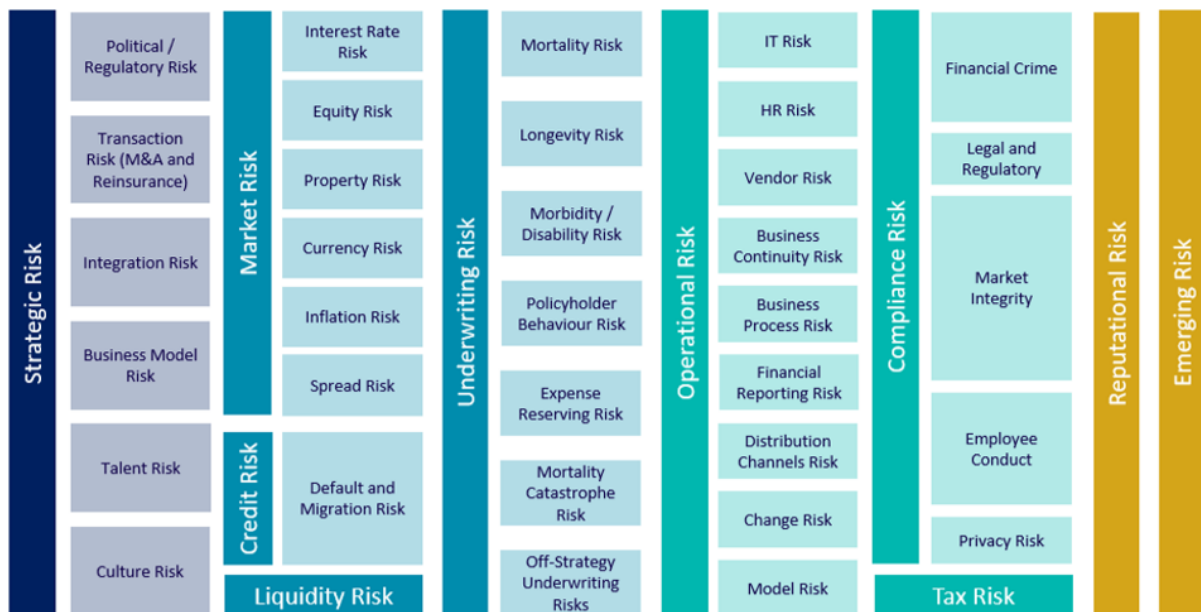 Strategic Risk
Political /
Regulatory Risk
Transaction
Risk (M&A and
Reinsurance)
Integration Risk
Business Model
Risk
Talent Risk
Culture Risk
Market Risk
Interest Rate
Risk
Equity Risk
Property Risk
Currency Risk
Inflation Risk
Spread Risk
Credit Risk
Default and
Migration Risk
Liquidity Risk
Underwriting Risk
Mortality Risk
Longevity Risk
Morbidity /
Disability Risk
Policyholder
Behaviour Risk
Expense
Reserving Risk
Mortality
Catastrophe
Risk
Off-Strategy
Underwriting
Risks
Operational Risk
IT Risk
HR Risk
Vendor Risk
Business
Continuity Risk
Business
Process Risk
Financial
Reporting Risk
Distribution
Channels Risk
Change Risk
Model Risk
Compliance Risk
Financial Crime
Legal and
Regulatory
Market
Integrity
Employee
Conduct
Privacy Risk
Tax Risk
Reputational Risk
Emerging Risk